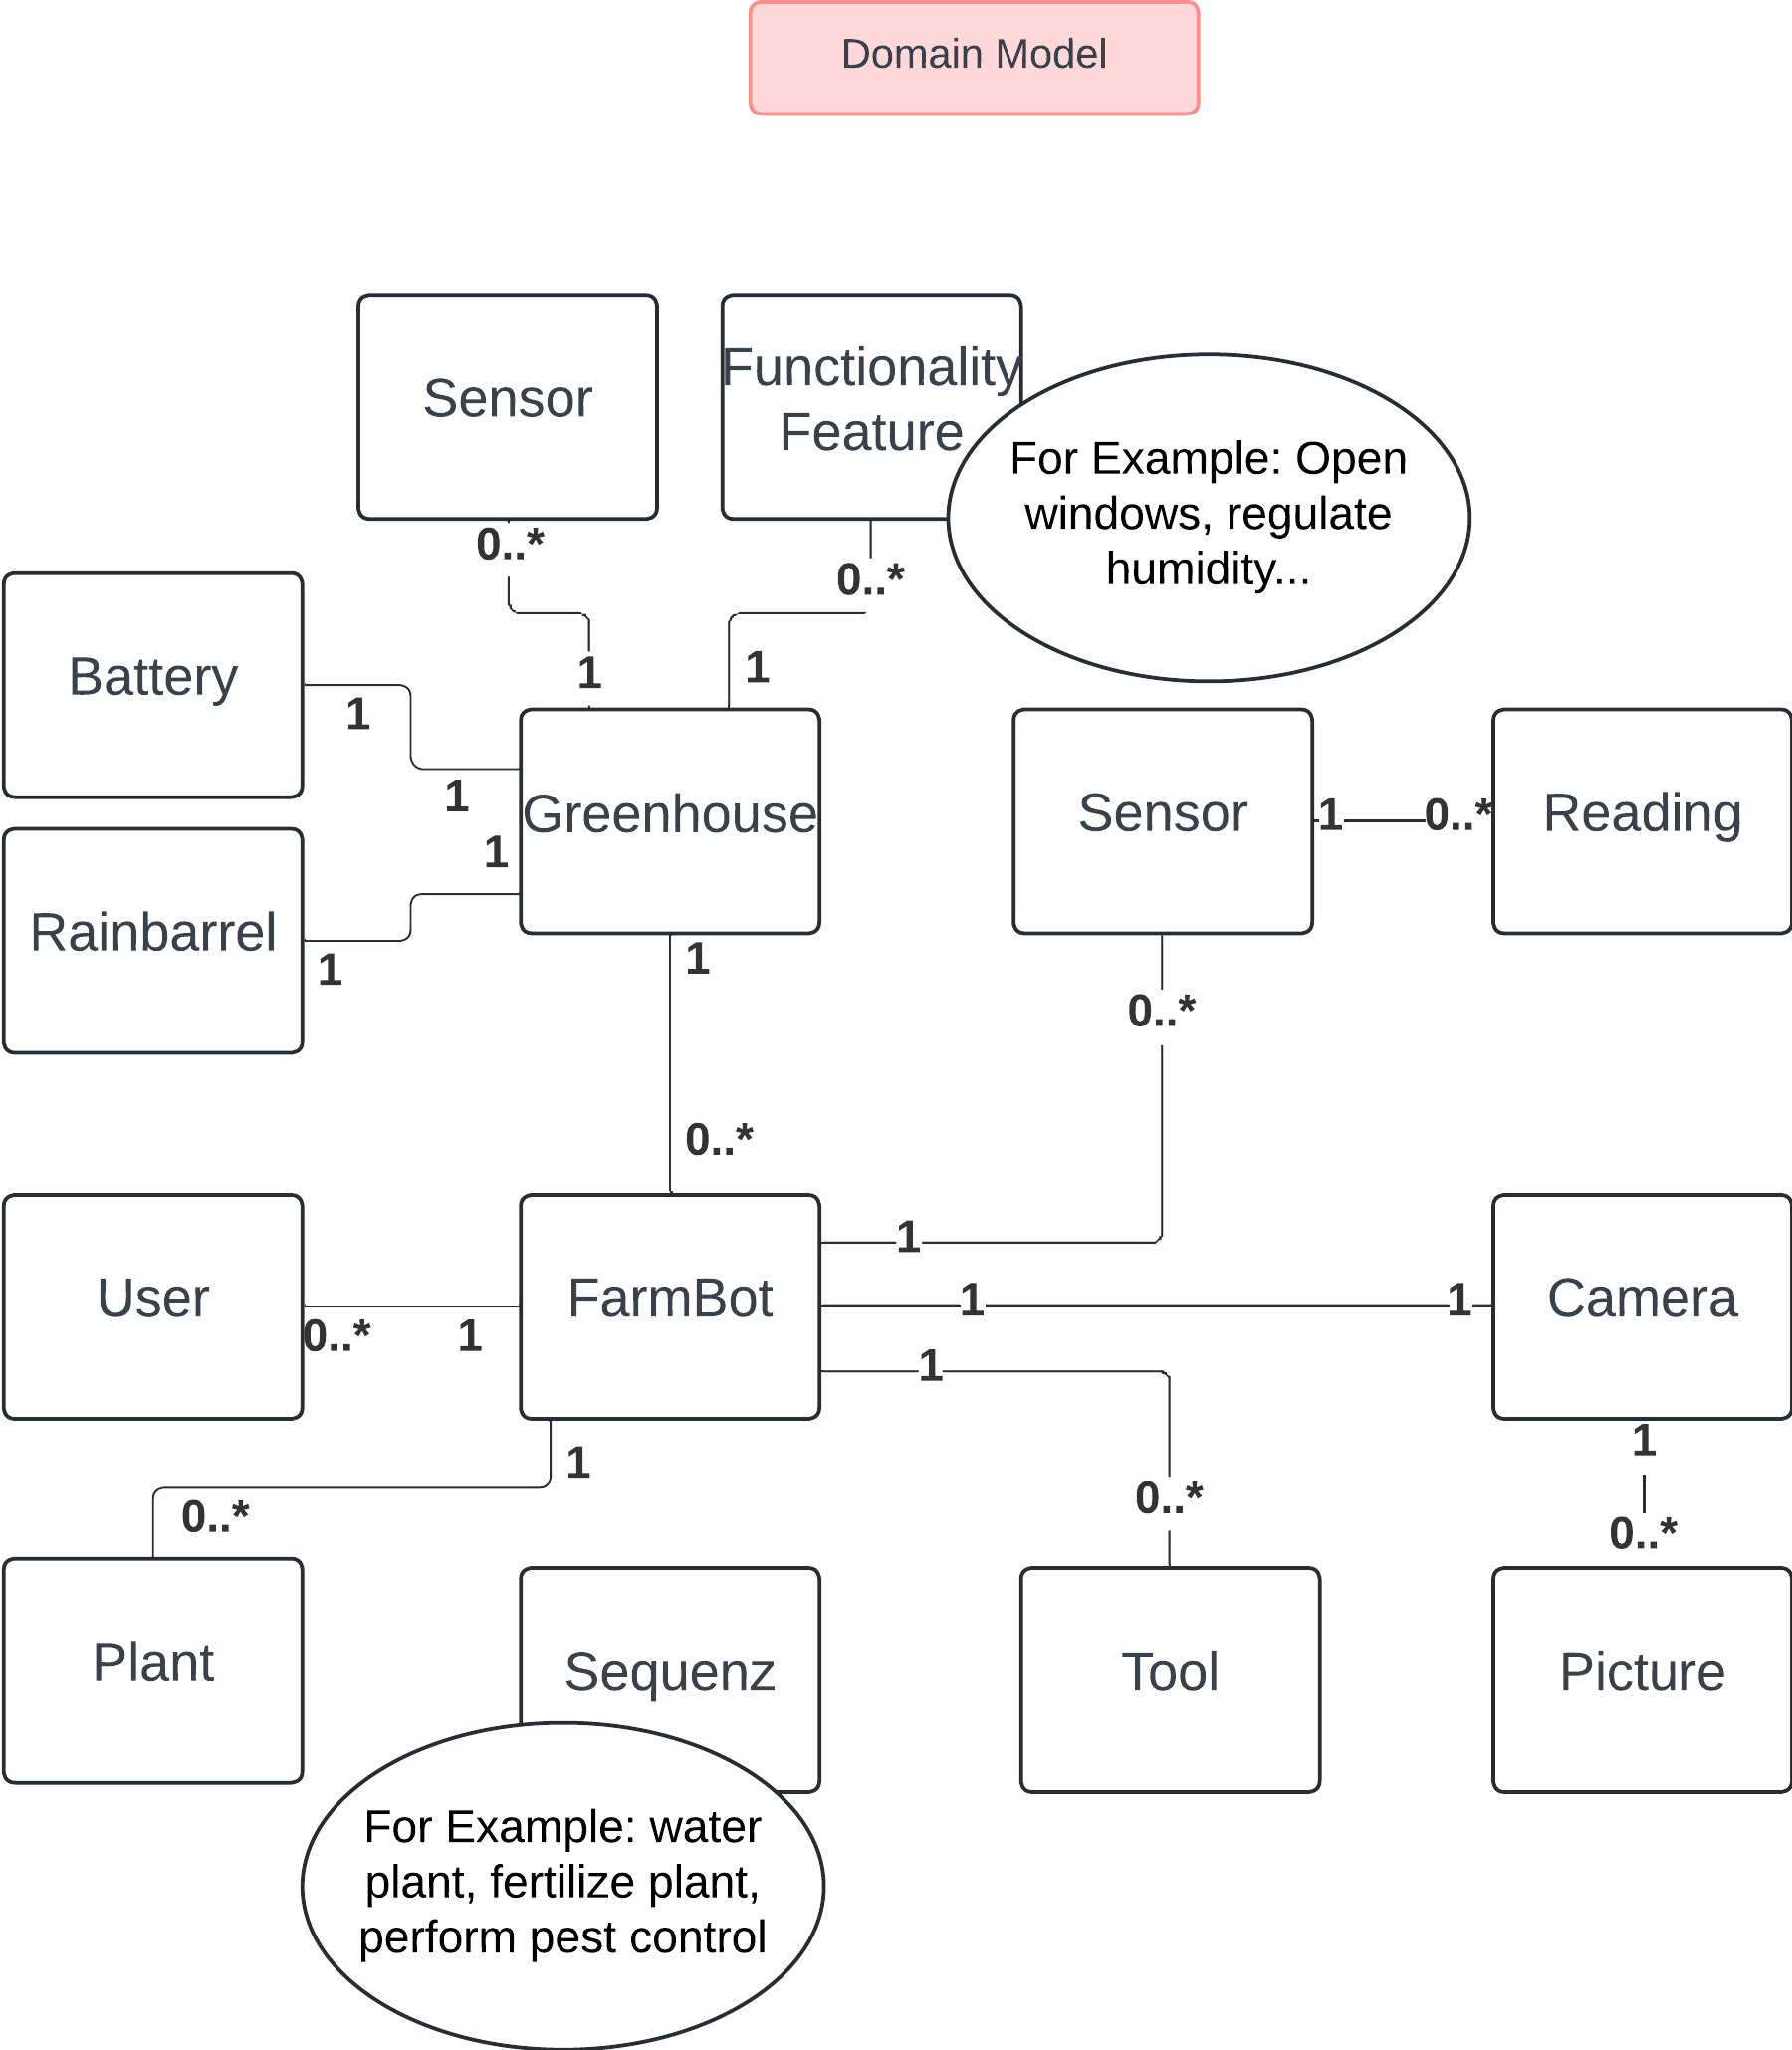 Domain Model
Sensor
Functionality
Feature
For Example: Open
windows, regulate
humidity...
0..*
0..*
Battery
1
1
1
1
Greenhouse
1
Rainbarrel
1
Sensor
1
0..*
Reading
1
0..*
0..*
User
0..*
1
FarmBot
1
1
1
Camera
1
1
0..*
1
0..*
0..*
Plant
Sequenz
Tool
Picture
For Example: water
plant, fertilize plant,
perform pest control